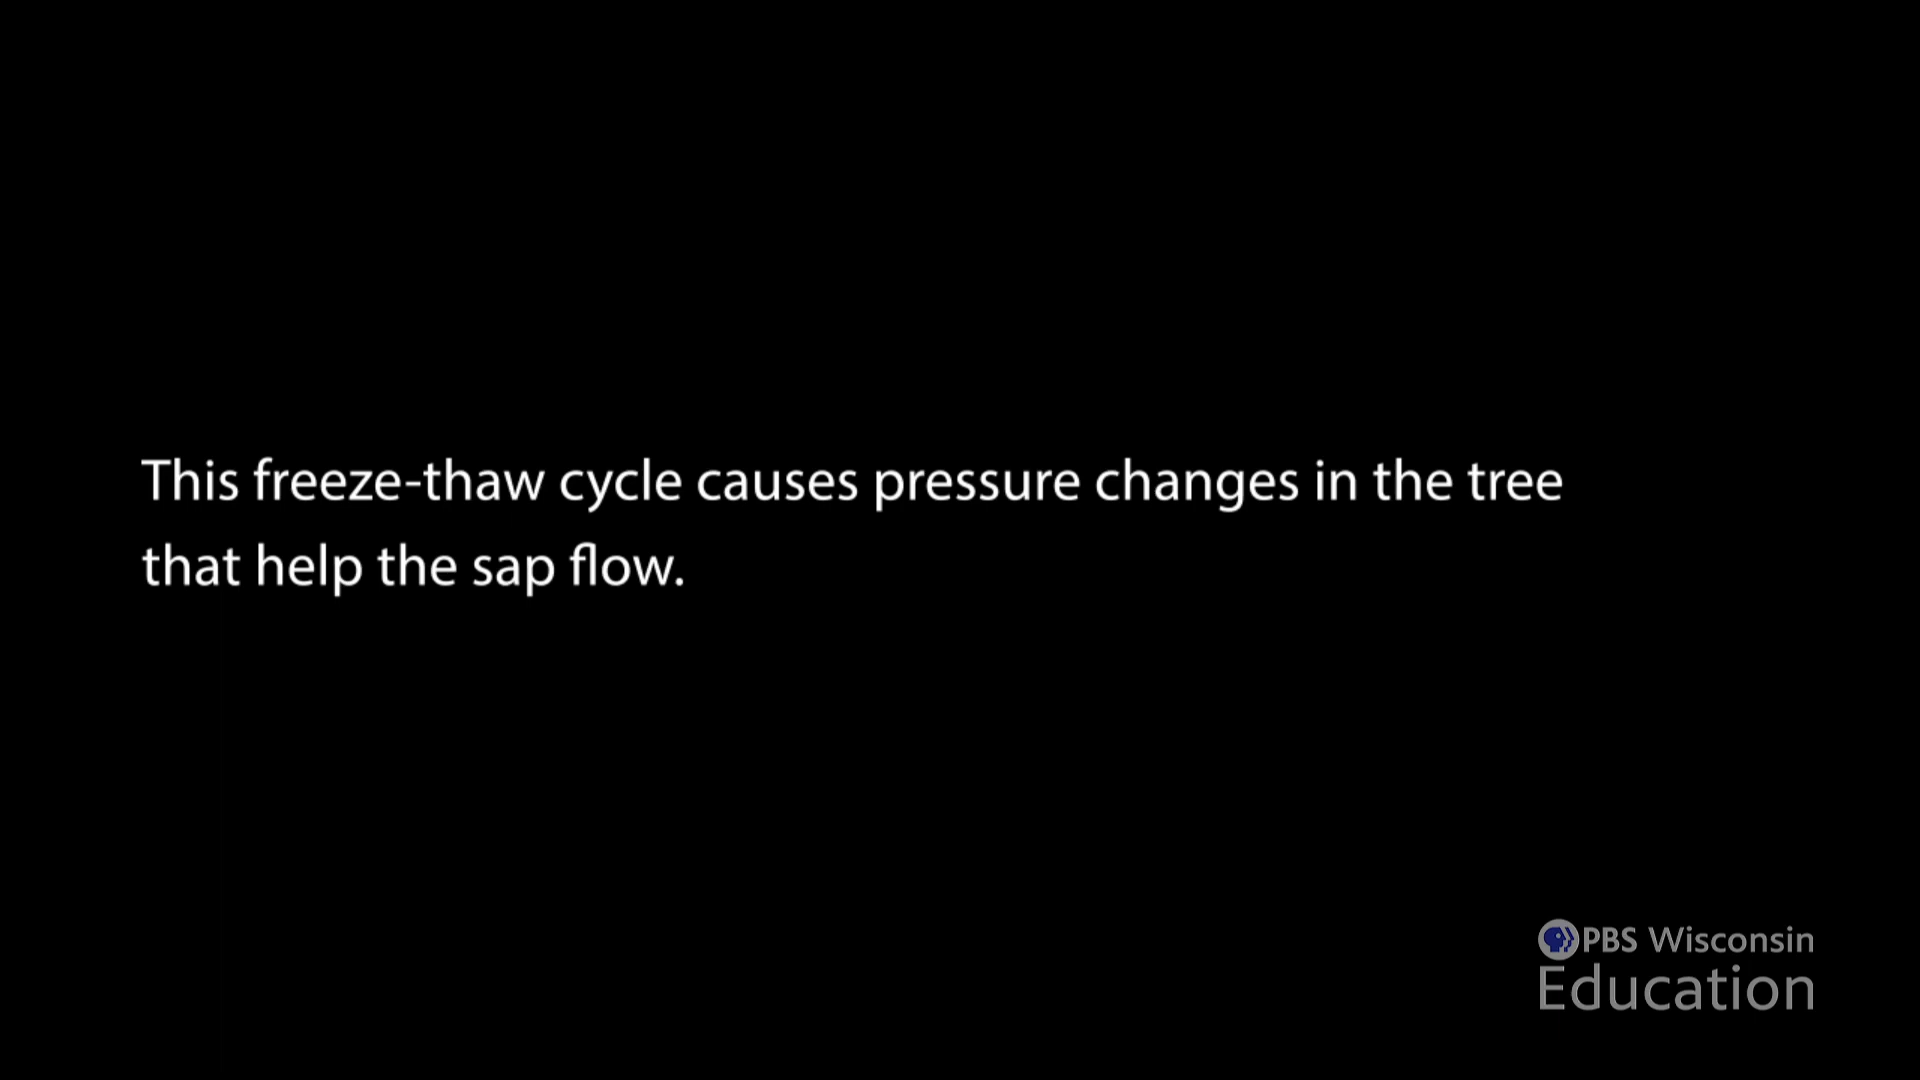 This freeze-thaw cycle causes pressure changes in the tree
that help the sap flow.
PBS Wisconsin
Education